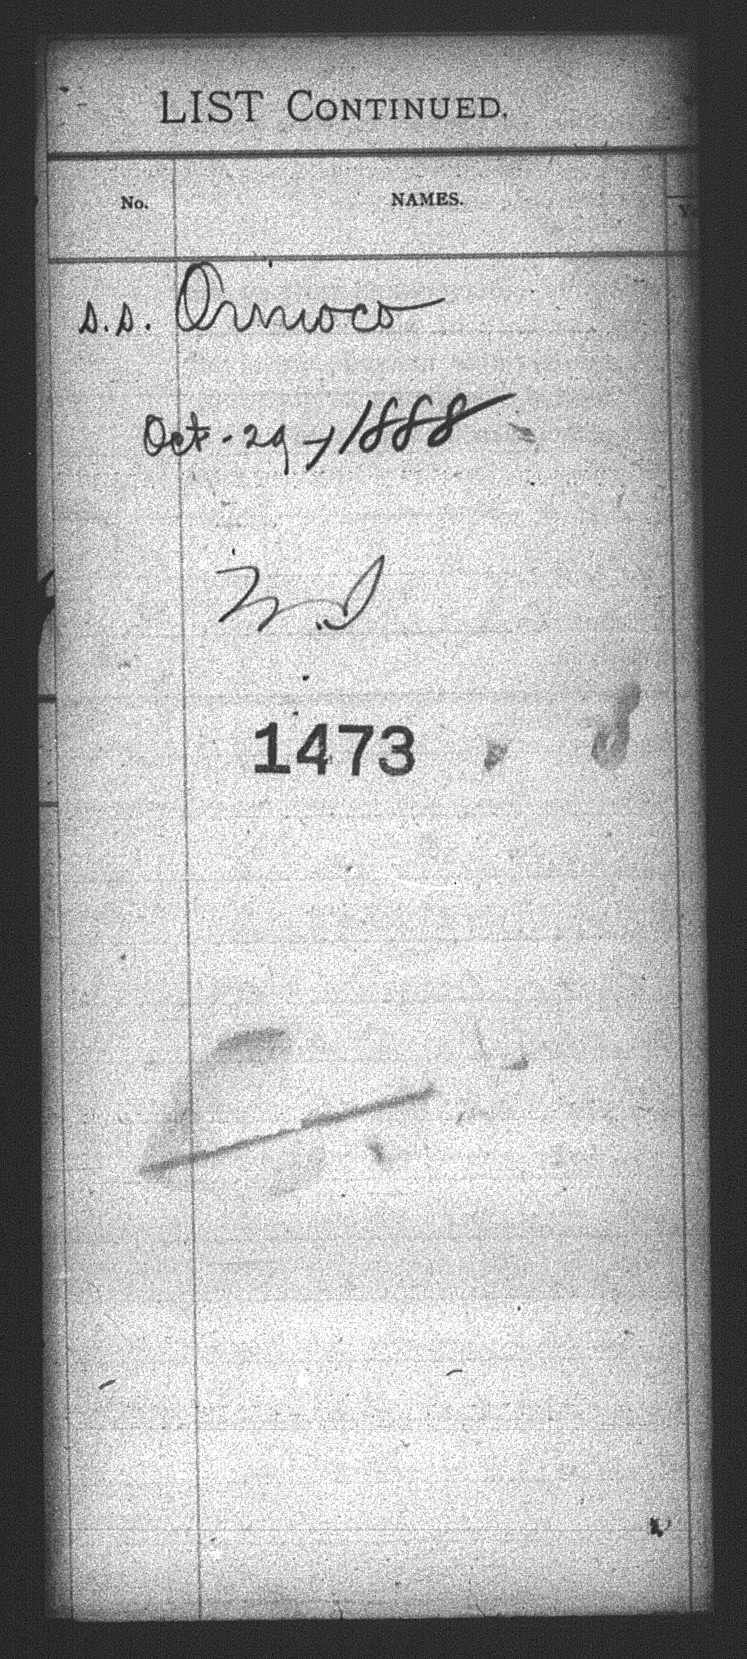 LIST CONTINUED.
No. NAMES.
s.s. Orinoco
Oct-29-1888
1473